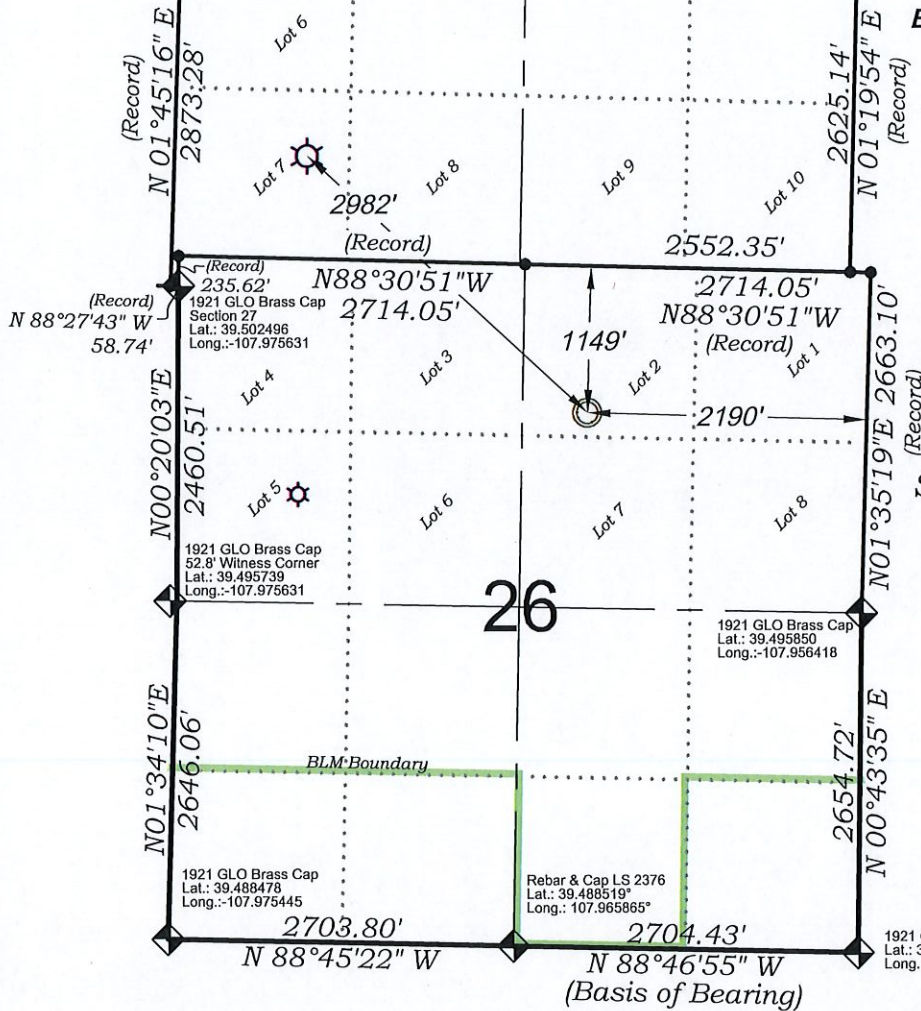 Lot 6
N 01°45'16" E
(Record)
2873.28'
2625.14'
N 01°19'54" E
(Record)
Lot 7
Lot 8
Lot 9
Lot 10
2982'
(Record)
2552.35'
(Record)
235.62'
N88°30'51"W
2714.05'
2714.05'
N88°30'51"W
(Record)
(Record)
N 88°27'43" W
58.74'
1921 GLO Brass Cap
Section 27
Lat.: 39.502496
Long.:-107.975631
Lot 4
Lot 3
1149'
Lot 2
Lot 1
2190'
N00°20'03"E
2460.51'
N01°35'19"E 2663.10'
(Record)
Lot 5
Lot 6
Lot 7
Lot 8
1921 GLO Brass Cap
52.8' Witness Corner
Lat.: 39.495739
Long.:-107.975631
26
1921 GLO Brass Cap
Lat.: 39.495850
Long.:-107.956418
N01°34'10"E
2646.06'
BLM Boundary
2654.72'
N 00°43'35" E
1921 GLO Brass Cap
Lat.: 39.488478
Long.:-107.975445
Rebar & Cap LS 2376
Lat.: 39.488519°
Long.: 107.965865°
2703.80'
N 88°45'22" W
2704.43'
N 88°46'55" W
(Basis of Bearing)
1921
Lat.: 3
Long.